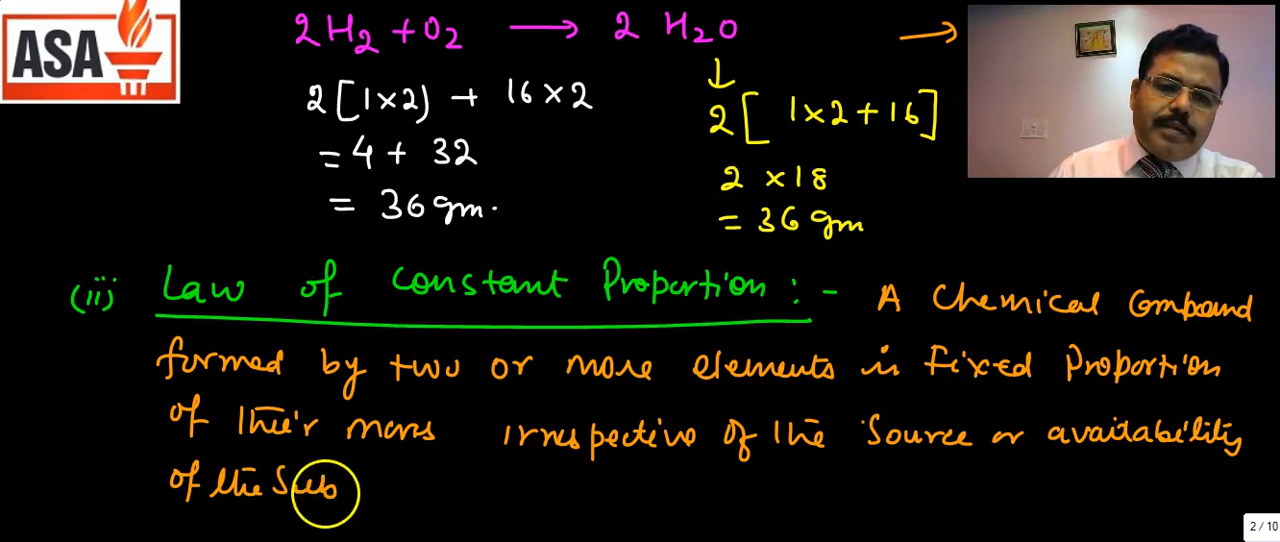 ASA
2H₂ + O₂ → 2 H₂O →
2[1×2) + 16×2
= 4 + 32
= 36 gm.
↓
2[1×2+16]
2 ×18
= 36 gm
(ii) Law of Constant Proportion : - A Chemical Compound
formed by two or more elements in Fixed Proportion
of their mass irrespective of the Source or availability
of the Sub
2 / 10